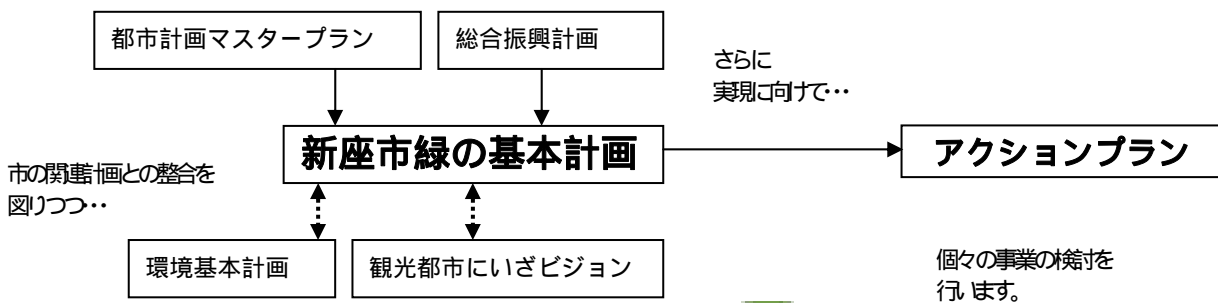 都市計画マスタープラン
総合振興計画
さらに
実現に向けて・・・
新座市緑の基本計画
アクションプラン
市の関連計画との整合を
図りつつ・・・
環境基本計画
観光都市にいざビジョン
個々の事業の検討を
行います。